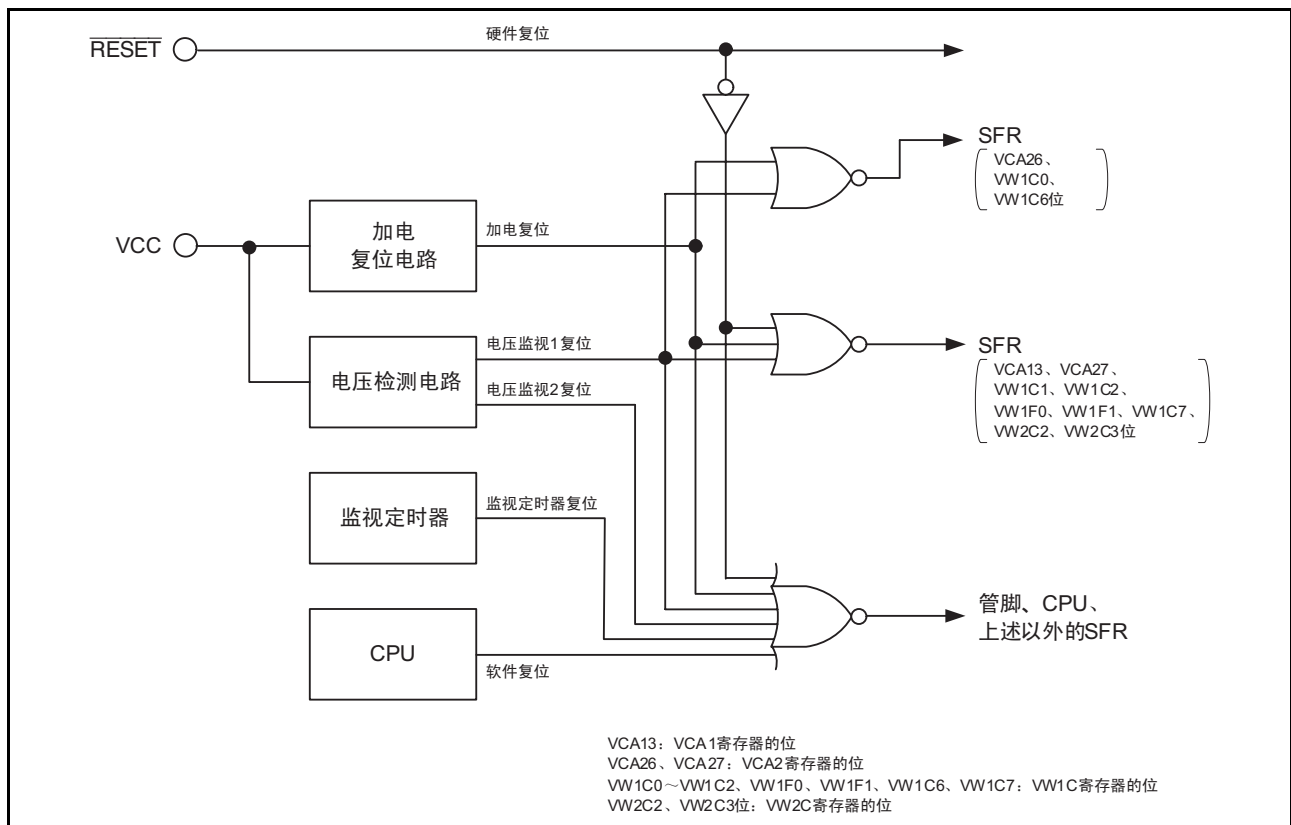 硬件复位
RESET
SFR
VCA26、
VW1C0、
VW1C6位
加电
复位电路
加电复位
VCC
电压检测电路
电压监视1复位
电压监视2复位
SFR
VCA13、VCA27、
VW1C1、VW1C2、
VW1F0、VW1F1、VW1C7、
VW2C2、VW2C3位
监视定时器
监视定时器复位
CPU
软件复位
管脚、CPU、
上述以外的SFR
VCA13：VCA1寄存器的位
VCA26、VCA27：VCA2寄存器的位
VW1C0～VW1C2、VW1F0、VW1F1、VW1C6、VW1C7：VW1C寄存器的位
VW2C2、VW2C3位：VW2C寄存器的位